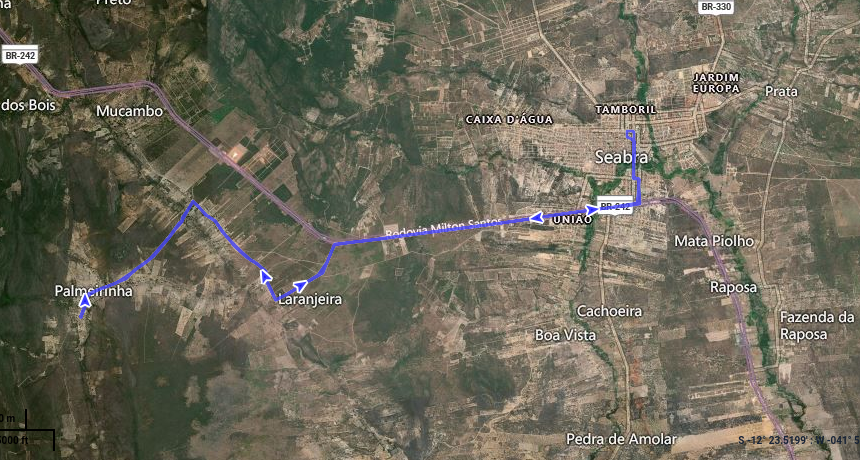 Preto
BR-330
BR-242
JARDIM
EUROPA
Prata
dos Bois
Mucambo
TAMBORIL
CAIXA D'ÁGUA
Seabra
BR-242
UNIÃO
Rodovia Milton Santos
Mata Piolho
Palmeirinha
Laranjeira
Raposa
Cachoeira
Fazenda da
Raposa
Boa Vista
Pedra de Amolar
S -12° 23.5199' : W -041° 5